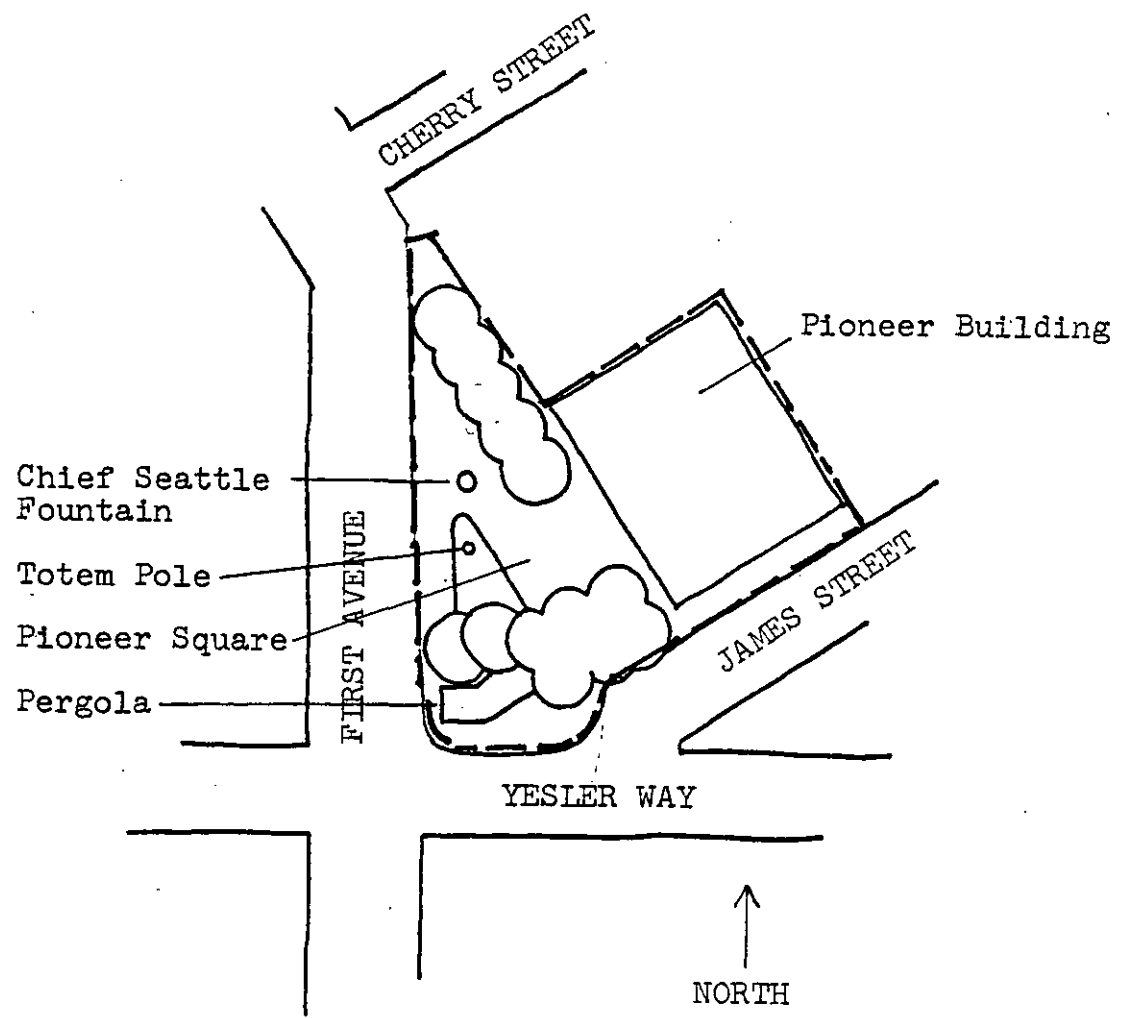 CHERRY STREET
Pioneer Building
Chief Seattle
Fountain
Totem Pole
Pioneer Square
Pergola
FIRST AVENUE
JAMES STREET
YESLER WAY
NORTH